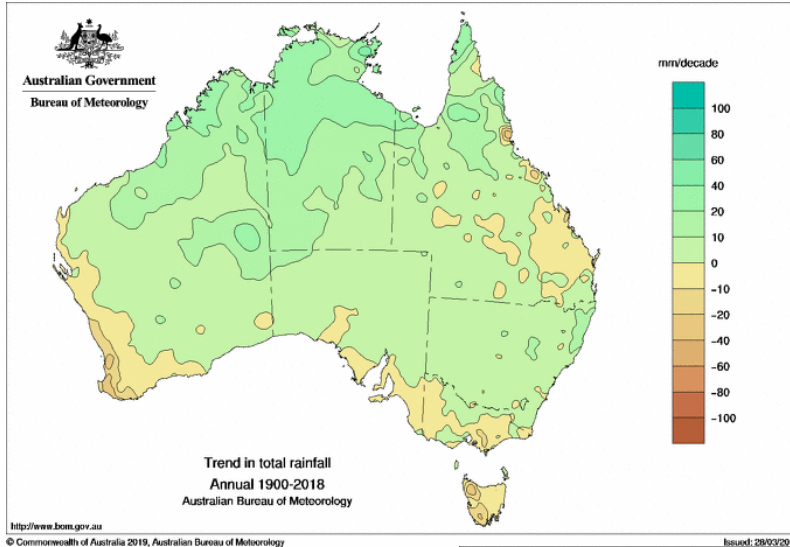 Australian Government
Bureau of Meteorology
mm/decade
100
80
60
40
20
10
0
-10
-20
-40
-60
-80
-100
Trend in total rainfall
Annual 1900-2018
Australian Bureau of Meteorology
http://www.bom.gov.au
© Commonwealth of Australia 2019, Australian Bureau of Meteorology
Issued: 28/03/20